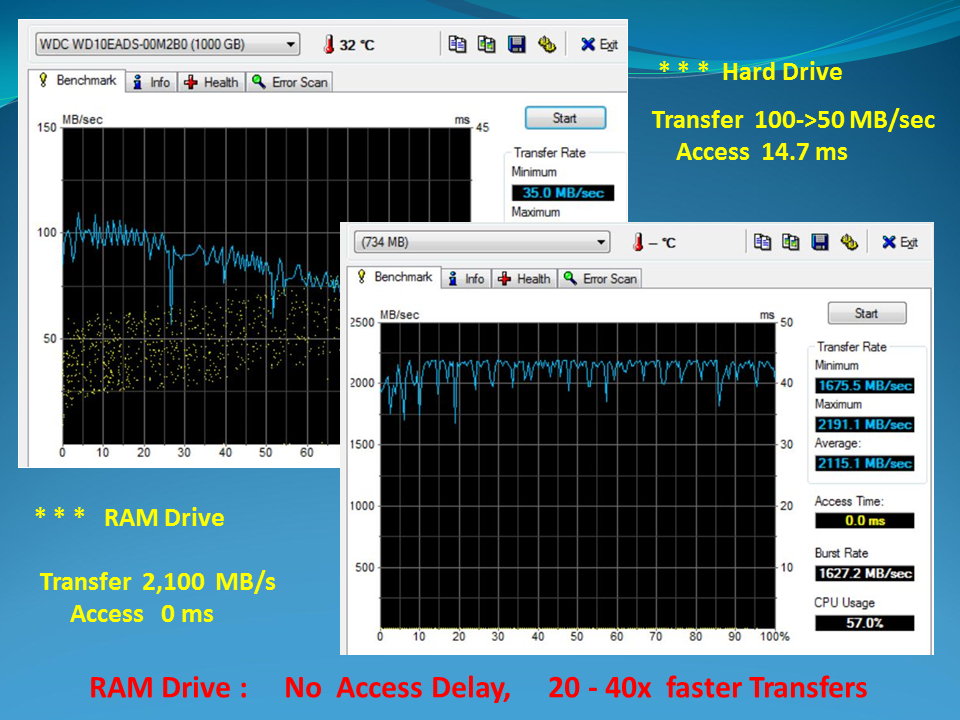 WDC WD10EADS-00M2B0 (1000 GB)
32 °C
Exit
Benchmark
Info
Health
Error Scan
MB/sec
ms
150
45
100
50
0 10 20 30 40 50 60
Start
Transfer Rate
Minimum
35.0 MB/sec
Maximum
* * * Hard Drive
Transfer 100->50 MB/sec
Access 14.7 ms
(734 MB)
– °C
Exit
Benchmark
Info
Health
Error Scan
MB/sec
ms
2500
50
2000
40
1500
30
1000
20
500
10
0 10 20 30 40 50 60 70 80 90 100%
Start
Transfer Rate
Minimum
1675.5 MB/sec
Maximum
2191.1 MB/sec
Average:
2115.1 MB/sec
Access Time:
0.0 ms
Burst Rate
1627.2 MB/sec
CPU Usage
57.0%
* * * RAM Drive
Transfer 2,100 MB/s
Access 0 ms
RAM Drive : No Access Delay, 20 - 40x faster Transfers